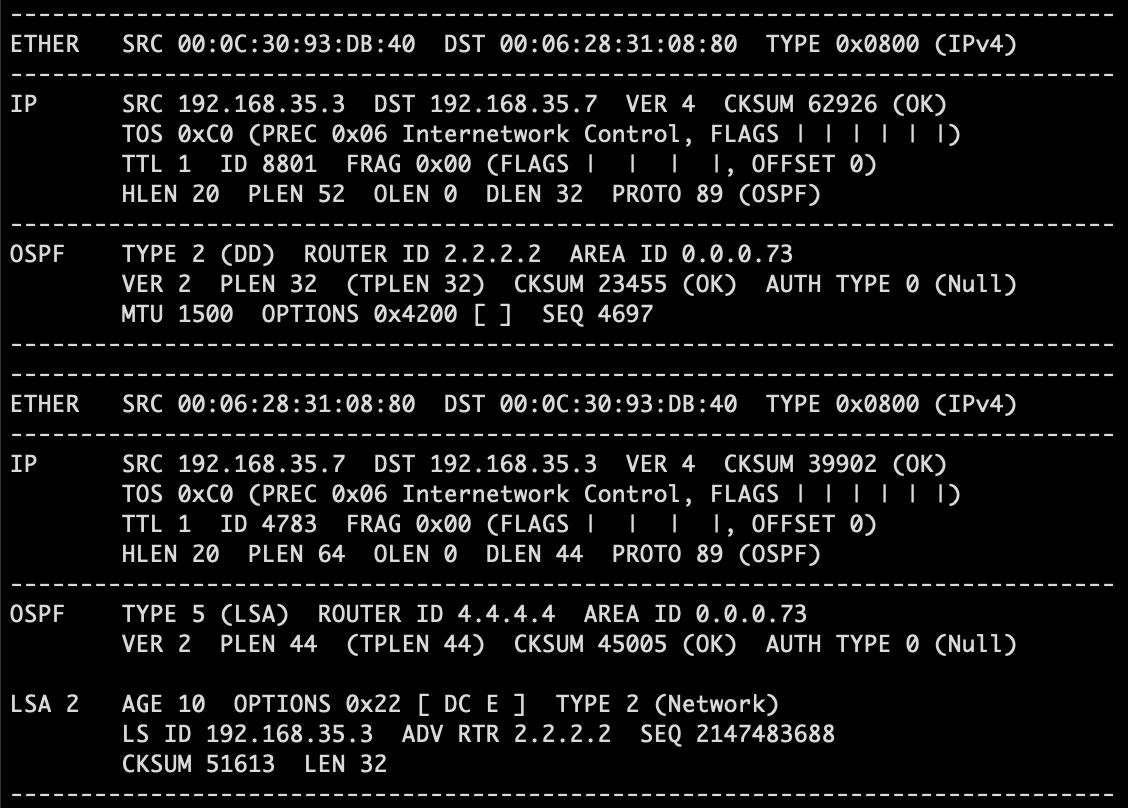 --------------------------------------------------------------------------------
ETHER   SRC 00:0C:30:93:DB:40  DST 00:06:28:31:08:80  TYPE 0x0800 (IPv4)
--------------------------------------------------------------------------------
IP      SRC 192.168.35.3  DST 192.168.35.7  VER 4  CKSUM 62926 (OK)
        TOS 0xC0 (PREC 0x06 Internetwork Control, FLAGS | | | | | |)
        TTL 1  ID 8801  FRAG 0x00 (FLAGS |  |  |  |, OFFSET 0)
        HLEN 20  PLEN 52  OLEN 0  DLEN 32  PROTO 89 (OSPF)
--------------------------------------------------------------------------------
OSPF    TYPE 2 (DD)  ROUTER ID 2.2.2.2  AREA ID 0.0.0.73
        VER 2  PLEN 32  (TPLEN 32)  CKSUM 23455 (OK)  AUTH TYPE 0 (Null)
        MTU 1500  OPTIONS 0x4200 [ ]  SEQ 4697
--------------------------------------------------------------------------------
--------------------------------------------------------------------------------
ETHER   SRC 00:06:28:31:08:80  DST 00:0C:30:93:DB:40  TYPE 0x0800 (IPv4)
--------------------------------------------------------------------------------
IP      SRC 192.168.35.7  DST 192.168.35.3  VER 4  CKSUM 39902 (OK)
        TOS 0xC0 (PREC 0x06 Internetwork Control, FLAGS | | | | | |)
        TTL 1  ID 4783  FRAG 0x00 (FLAGS |  |  |  |, OFFSET 0)
        HLEN 20  PLEN 64  OLEN 0  DLEN 44  PROTO 89 (OSPF)
--------------------------------------------------------------------------------
OSPF    TYPE 5 (LSA)  ROUTER ID 4.4.4.4  AREA ID 0.0.0.73
        VER 2  PLEN 44  (TPLEN 44)  CKSUM 45005 (OK)  AUTH TYPE 0 (Null)

LSA 2   AGE 10  OPTIONS 0x22 [ DC E ]  TYPE 2 (Network)
        LS ID 192.168.35.3  ADV RTR 2.2.2.2  SEQ 2147483688
        CKSUM 51613  LEN 32
--------------------------------------------------------------------------------